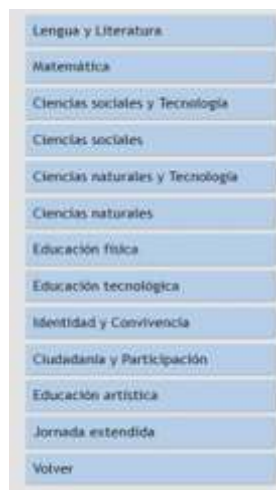 Lengua y Literatura
Matemática
Ciencias sociales y Tecnología
Ciencias sociales
Ciencias naturales y Tecnología
Ciencias naturales
Educación física
Educación tecnológica
Identidad y Convivencia
Ciudadanía y Participación
Educación artística
Jornada extendida
Volver